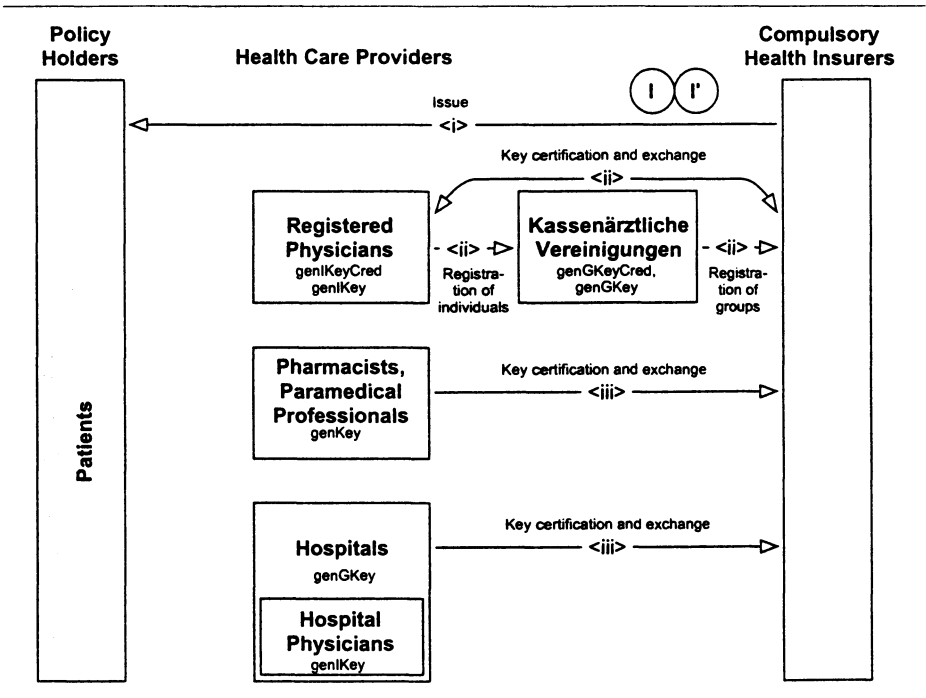 Policy
Holders
Health Care Providers
Compulsory
Health Insurers
I
I'
Issue
<i>
Key certification and exchange
<ii>
Registered
Physicians
genIKeyCred
genIKey
<ii>
Registra-
tion of
individuals
Kassenärztliche
Vereinigungen
genGKeyCred,
genGKey
<ii>
Registra-
tion of
groups
Pharmacists,
Paramedical
Professionals
genKey
Key certification and exchange
<iii>
Patients
Hospitals
genGKey
Key certification and exchange
<iii>
Hospital
Physicians
genIKey